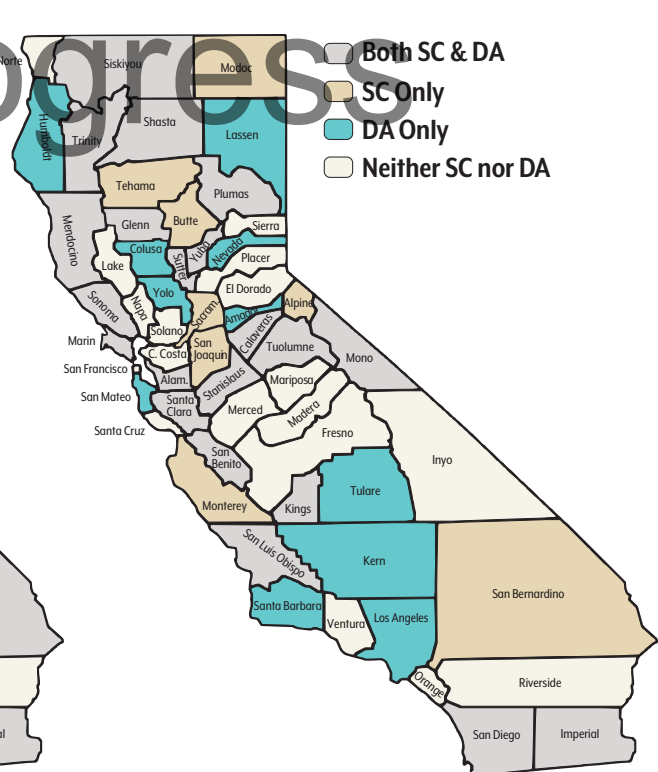 ogress
Both SC & DA
SC Only
DA Only
Neither SC nor DA
Norte
Siskiyou
Modoc
Humboldt
Trinity
Shasta
Lassen
Tehama
Plumas
Mendocino
Glenn
Butte
Sierra
Colusa
Sutter
Yuba
Nevada
Lake
Placer
Yolo
El Dorado
Sonoma
Napa
Sacram.
Amador
Alpine
Solano
Marin
C. Costa
San
Joaquin
Calaveras
Tuolumne
Mono
San Francisco
Alam.
Stanislaus
Mariposa
San Mateo
Santa
Clara
Merced
Madera
Santa Cruz
Fresno
San
Benito
Inyo
Tulare
Monterey
Kings
San Luis Obispo
Kern
San Bernardino
Santa Barbara
Ventura
Los Angeles
Orange
Riverside
al
San Diego
Imperial